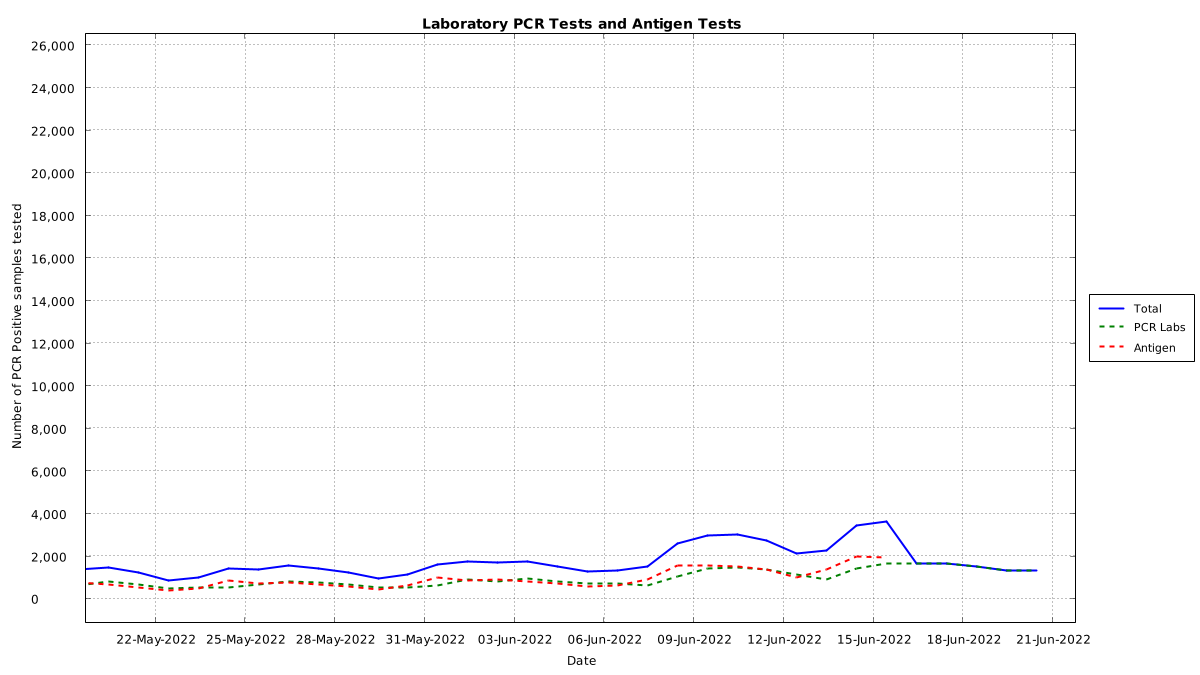 Laboratory PCR Tests and Antigen Tests
Number of PCR Positive samples tested
26,000
24,000
22,000
20,000
18,000
16,000
14,000
12,000
10,000
8,000
6,000
4,000
2,000
0
Total
PCR Labs
Antigen
22-May-2022 25-May-2022 28-May-2022 31-May-2022 03-Jun-2022 06-Jun-2022 09-Jun-2022 12-Jun-2022 15-Jun-2022 18-Jun-2022 21-Jun-2022
Date